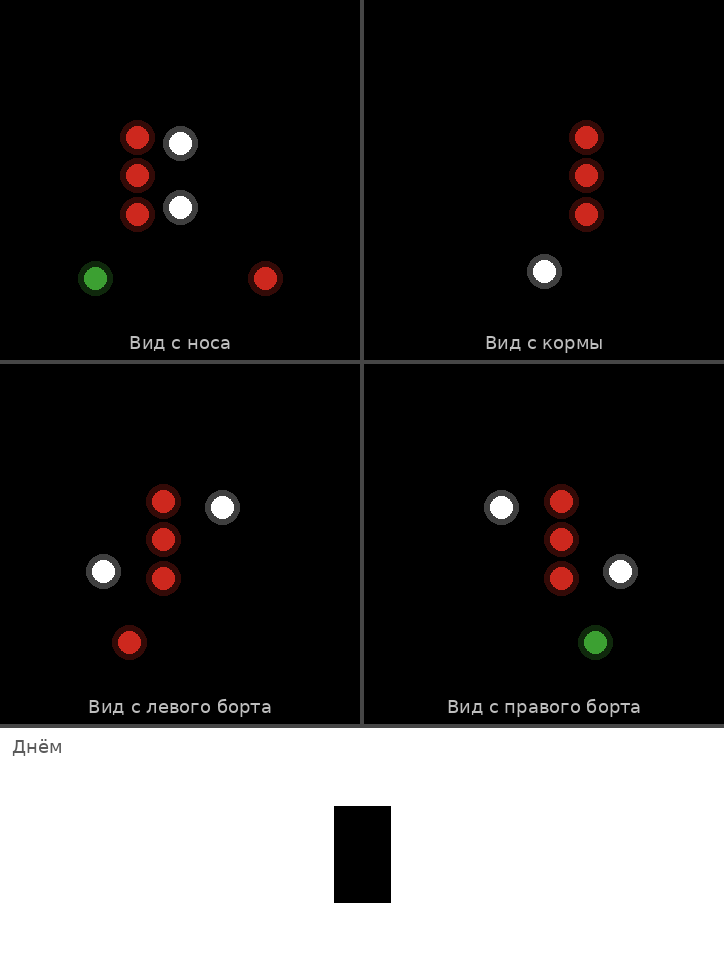 Вид с носа
Вид с кормы
Вид с левого борта
Вид с правого борта
Днём